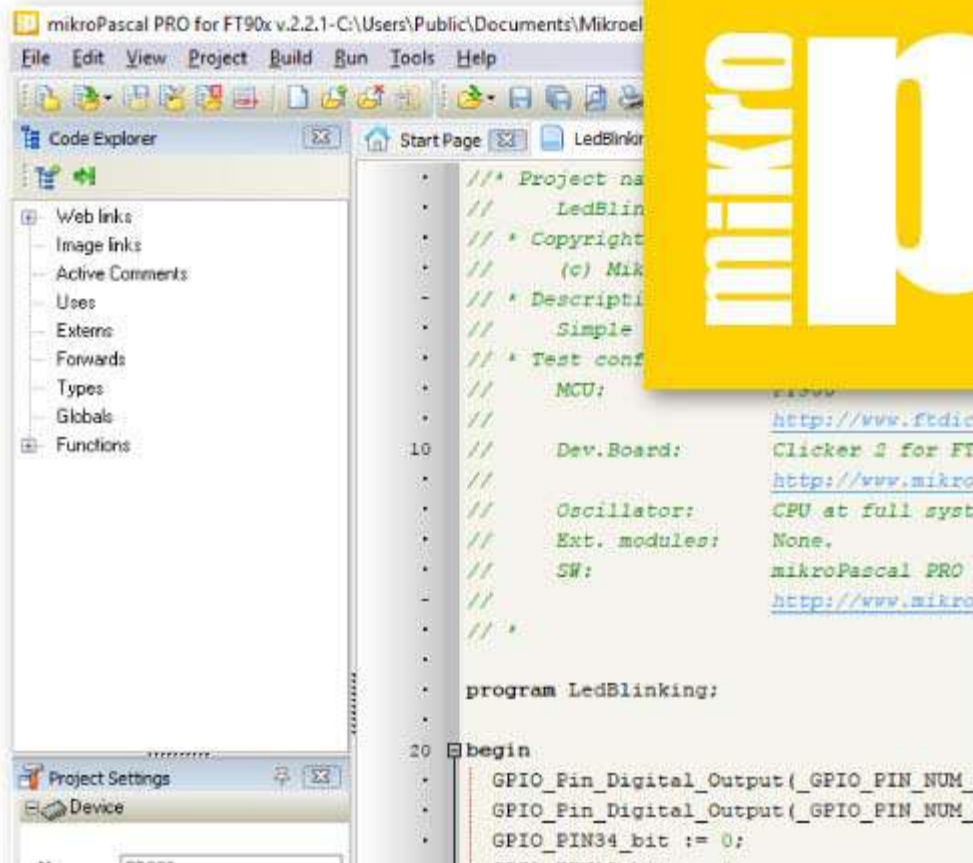 mikroPascal PRO for FT90x v.2.2.1-C:\Users\Public\Documents\Mikroel
File Edit View Project Build Run Tools Help
mikro
p
Code Explorer
Start Page
LedBlinkin
Web links
Image links
Active Comments
Uses
Externs
Forwards
Types
Globals
Functions
//* Project na
// LedBlin
// * Copyright
// (c) Mik
// * Descripti
// Simple
// * Test conf
// MCU: FT900
// http://www.ftdic
10 // Dev.Board: Clicker 2 for FT
// http://www.mikro
// Oscillator: CPU at full syst
// Ext. modules: None.
// SW: mikroPascal PRO
// http://www.mikro
// *
program LedBlinking;
20 begin
GPIO_Pin_Digital_Output(_GPIO_PIN_NUM_
GPIO_Pin_Digital_Output(_GPIO_PIN_NUM_
GPIO_PIN34_bit := 0;
Project Settings
Device